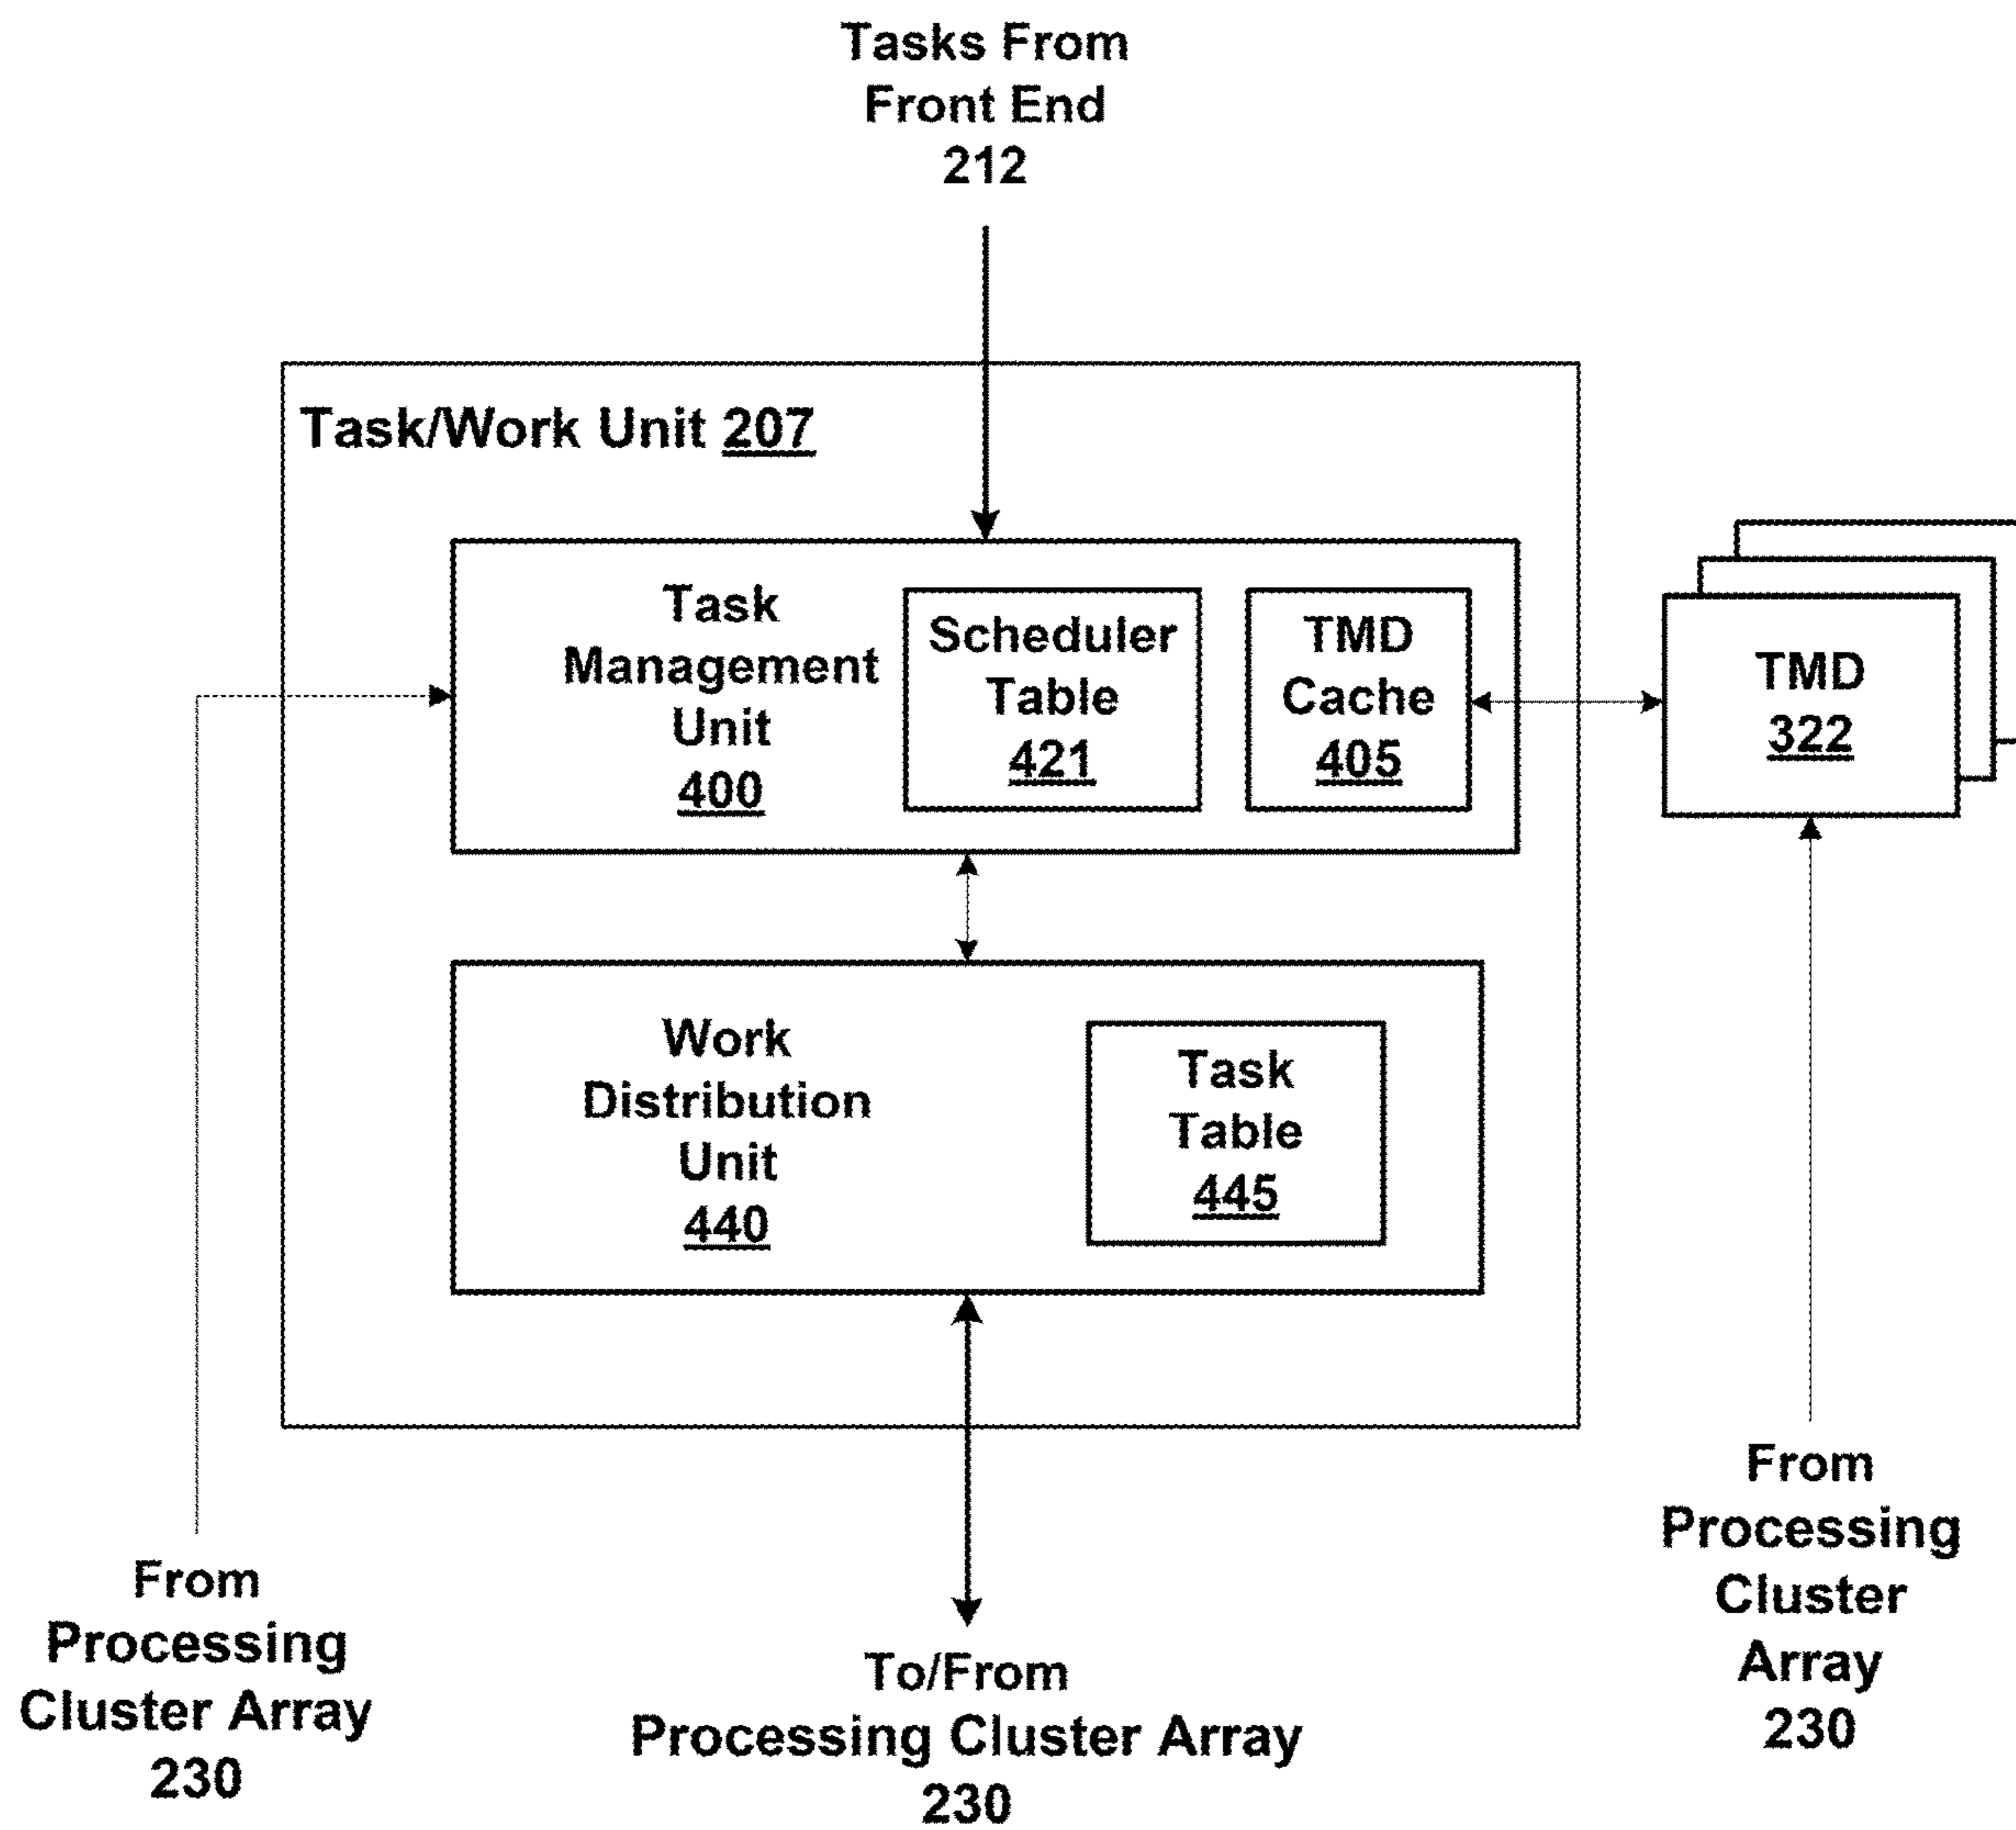 Tasks From
Front End
212
Task/Work Unit 207
Task
Management
Unit
400
Scheduler
Table
421
TMD
Cache
405
TMD
322
Work
Distribution
Unit
440
Task
Table
445
From
Processing
Cluster Array
230
To/From
Processing Cluster Array
230
From
Processing
Cluster
Array
230